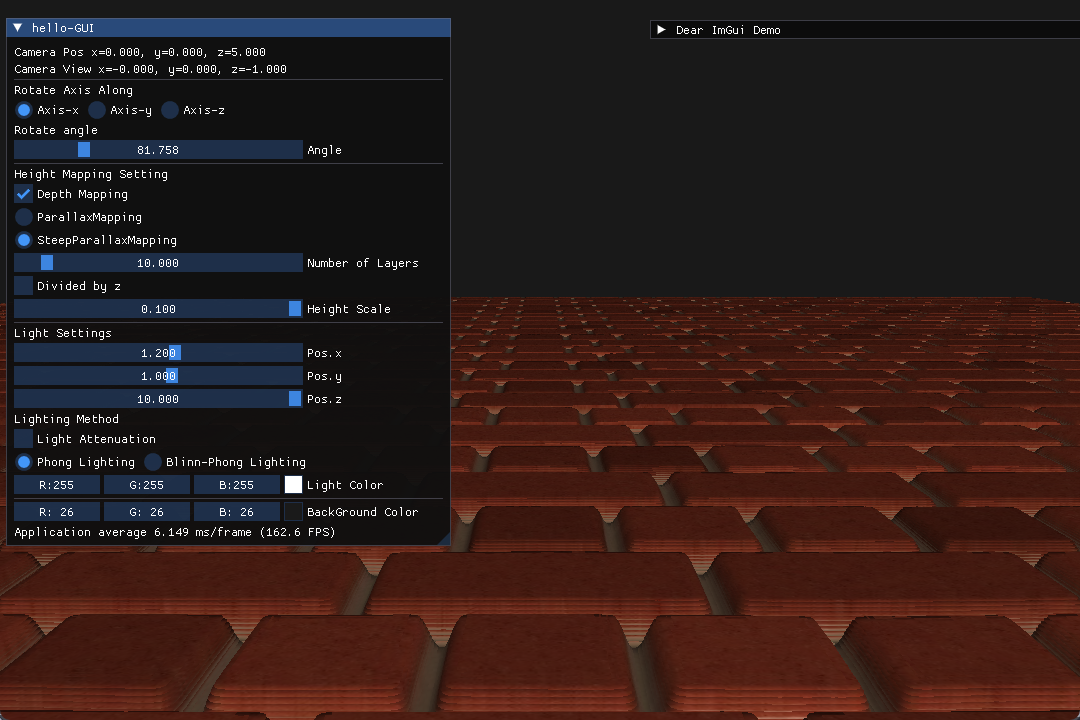 hello-GUI
Dear ImGui Demo
Camera Pos x=0.000, y=0.000, z=5.000
Camera View x=-0.000, y=0.000, z=-1.000
Rotate Axis Along
Axis-x Axis-y Axis-z
Rotate angle
81.758 Angle
Height Mapping Setting
Depth Mapping
ParallaxMapping
SteepParallaxMapping
10.000 Number of Layers
Divided by z
0.100 Height Scale
Light Settings
1.200 Pos.x
1.000 Pos.y
10.000 Pos.z
Lighting Method
Light Attenuation
Phong Lighting Blinn-Phong Lighting
R:255 G:255 B:255 Light Color
R: 26 G: 26 B: 26 BackGround Color
Application average 6.149 ms/frame (162.6 FPS)